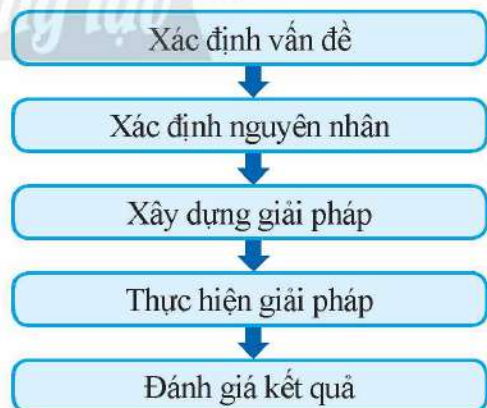 Xác định vấn đề
Xác định nguyên nhân
Xây dựng giải pháp
Thực hiện giải pháp
Đánh giá kết quả